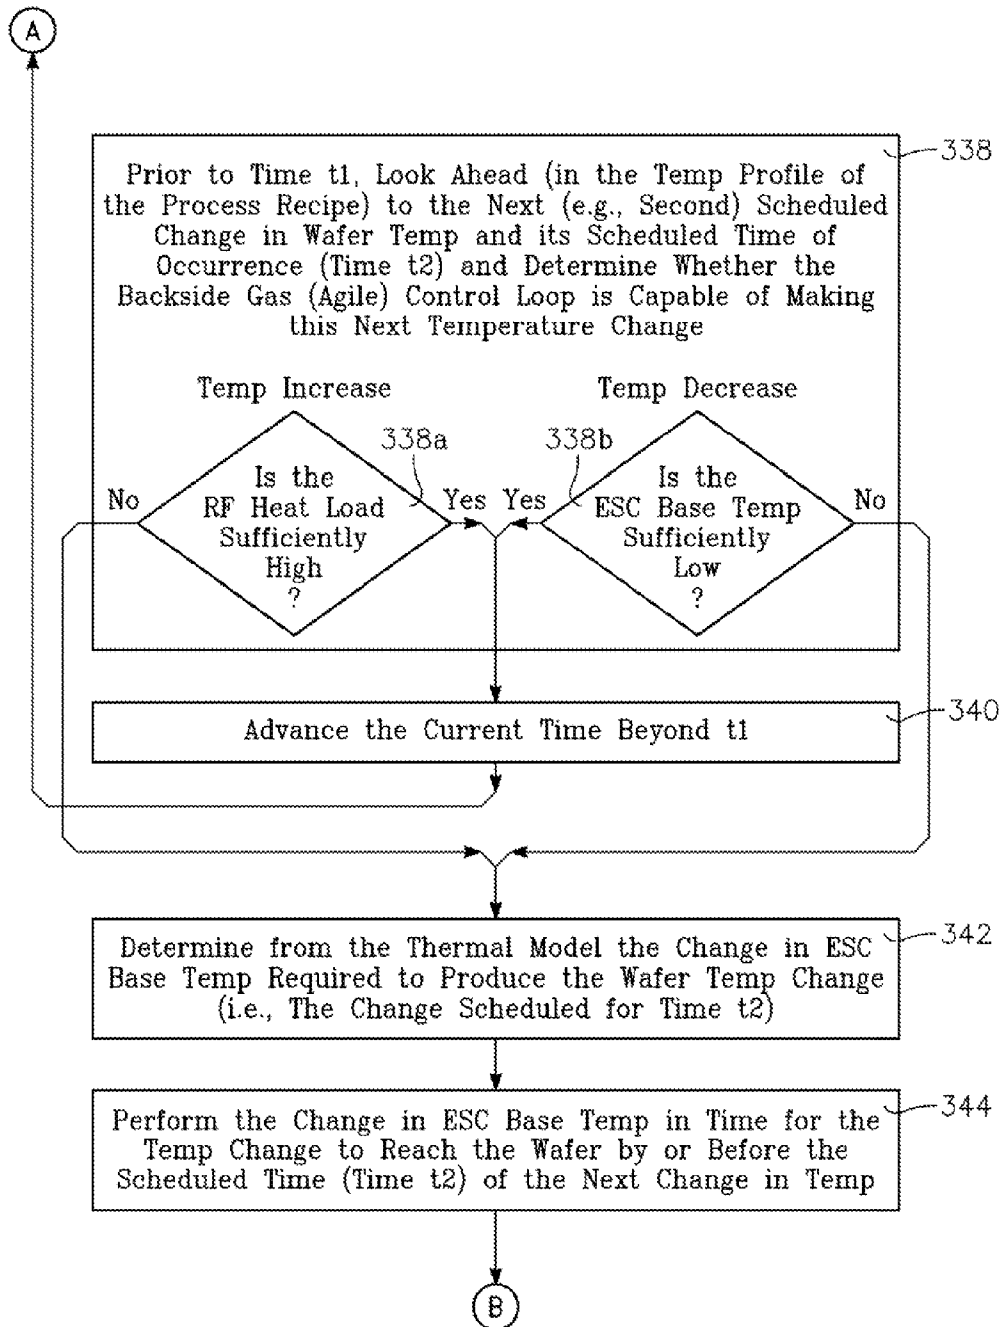 A
338
Prior to Time t1, Look Ahead (in the Temp Profile of
the Process Recipe) to the Next (e.g., Second) Scheduled
Change in Wafer Temp and its Scheduled Time of
Occurrence (Time t2) and Determine Whether the
Backside Gas (Agile) Control Loop is Capable of Making
this Next Temperature Change
Temp Increase
Temp Decrease
338a
338b
No
Is the
RF Heat Load
Sufficiently
High
?
Yes
Yes
Is the
ESC Base Temp
Sufficiently
Low
?
No
Advance the Current Time Beyond t1
340
Determine from the Thermal Model the Change in ESC
Base Temp Required to Produce the Wafer Temp Change
(i.e., The Change Scheduled for Time t2)
342
Perform the Change in ESC Base Temp in Time for the
Temp Change to Reach the Wafer by or Before the
Scheduled Time (Time t2) of the Next Change in Temp
344
B